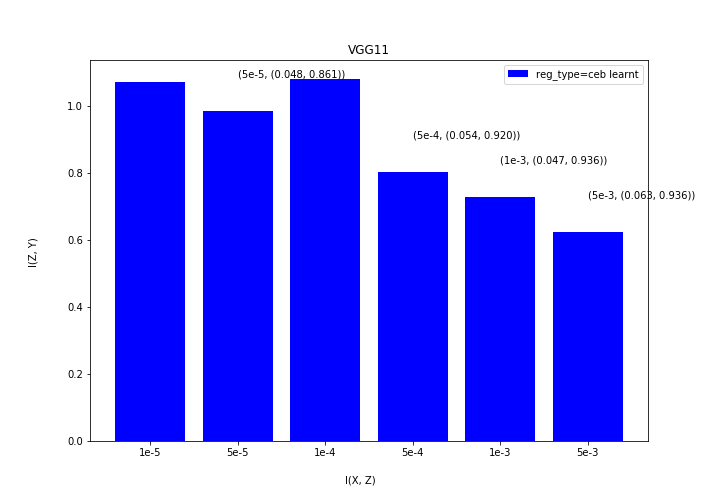 VGG11
reg_type=ceb learnt
(5e-5, (0.048, 0.861))
(5e-4, (0.054, 0.920))
(1e-3, (0.047, 0.936))
(5e-3, (0.063, 0.936))
I(Z, Y)
1.0
0.8
0.6
0.4
0.2
0.0
1e-5 5e-5 1e-4 5e-4 1e-3 5e-3
I(X, Z)